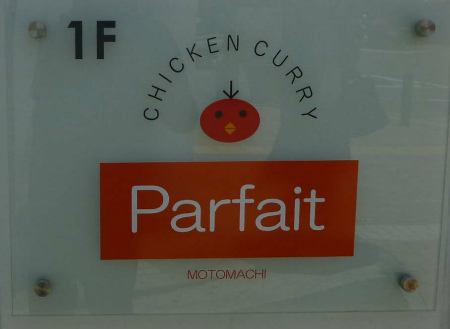 1F
CHICKEN CURRY
Parfait
MOTOMACHI